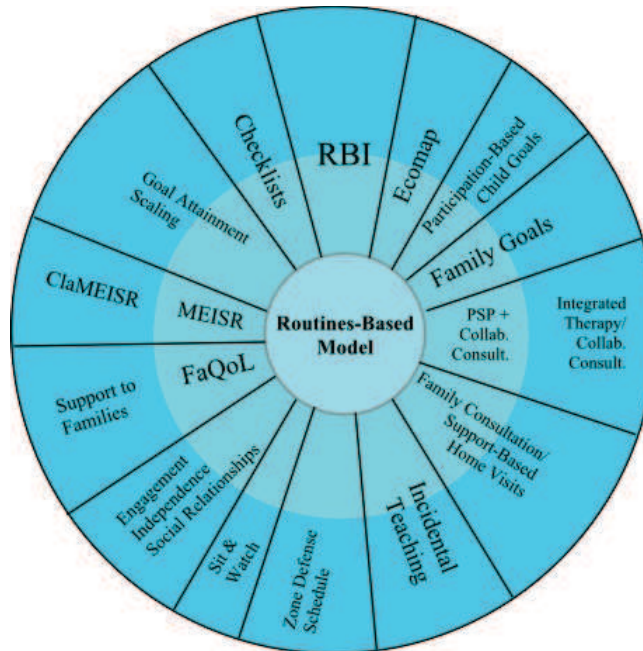 RBI
Ecomap
Participation-Based
Child Goals
Family Goals
PSP +
Collab.
Consult.
Integrated
Therapy/
Collab.
Consult.
Family Consultation/
Support-Based
Home Visits
Incidental
Teaching
Zone Defense
Schedule
Sit &
Watch
Engagement
Independence
Social Relationships
FaQoL
Support to
Families
MEISR
ClaMEISR
Goal Attainment
Scaling
Checklists
Routines-Based
Model